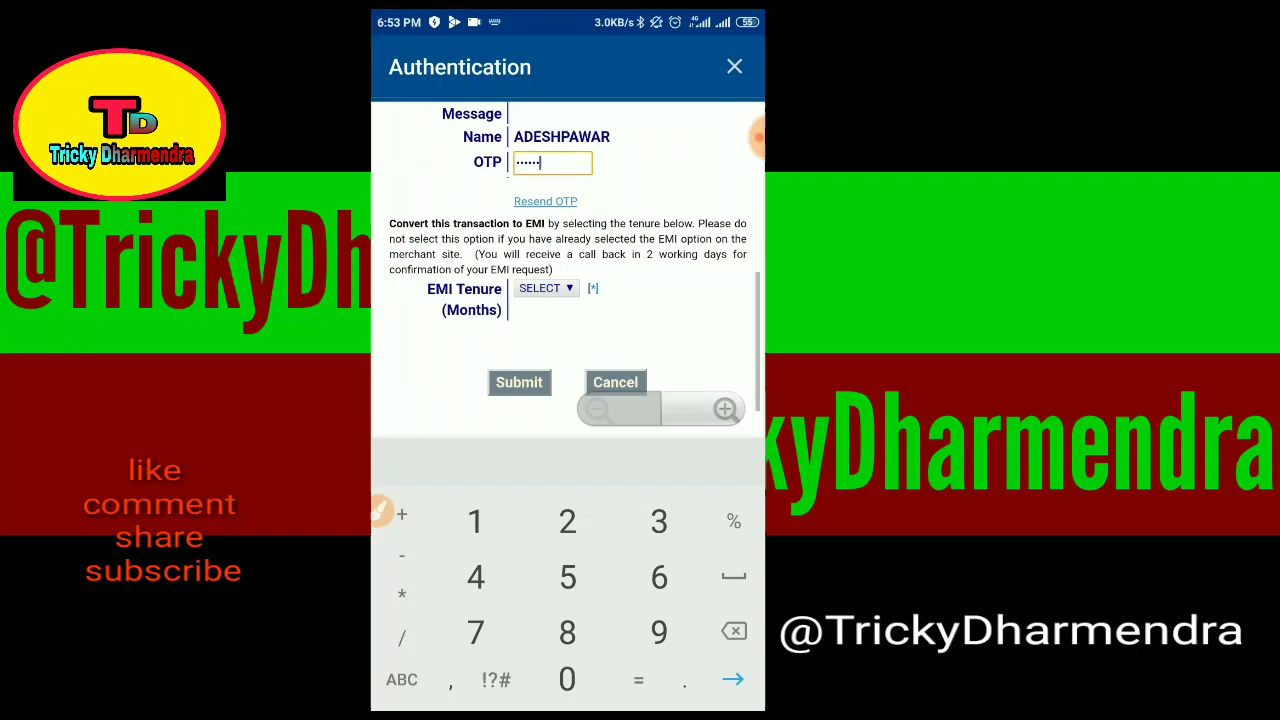 6:53 PM
3.0KB/s 4G 55
Authentication
Message
Name ADESHPAWAR
OTP ••••••
Resend OTP
Convert this transaction to EMI by selecting the tenure below. Please do
not select this option if you have already selected the EMI option on the
merchant site. (You will receive a call back in 2 working days for
confirmation of your EMI request)
EMI Tenure SELECT ▼ [*]
(Months)
Submit Cancel
+ 1 2 3 %
-
4 5 6
*
/ 7 8 9
ABC , !?# 0 = . →
TD
Tricky Dharmendra
@TrickyDh
kyDharmendra
like
comment
share
subscribe
@TrickyDharmendra